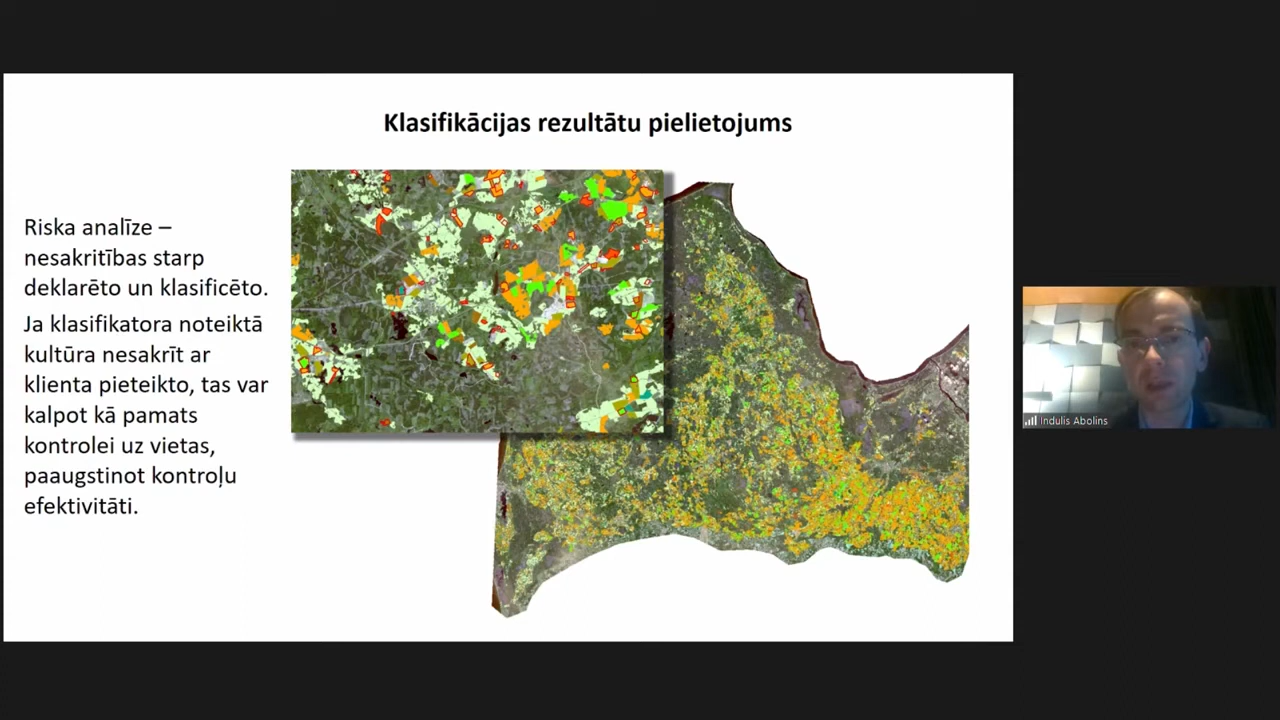 Klasifikācijas rezultātu pielietojums
Riska analīze –
nesakritības starp
deklarēto un klasificēto.
Ja klasifikatora noteiktā
kultūra nesakrīt ar
klienta pieteikto, tas var
kalpot kā pamats
kontrolei uz vietas,
paaugstinot kontroļu
efektivitāti.
Indulis Abolins